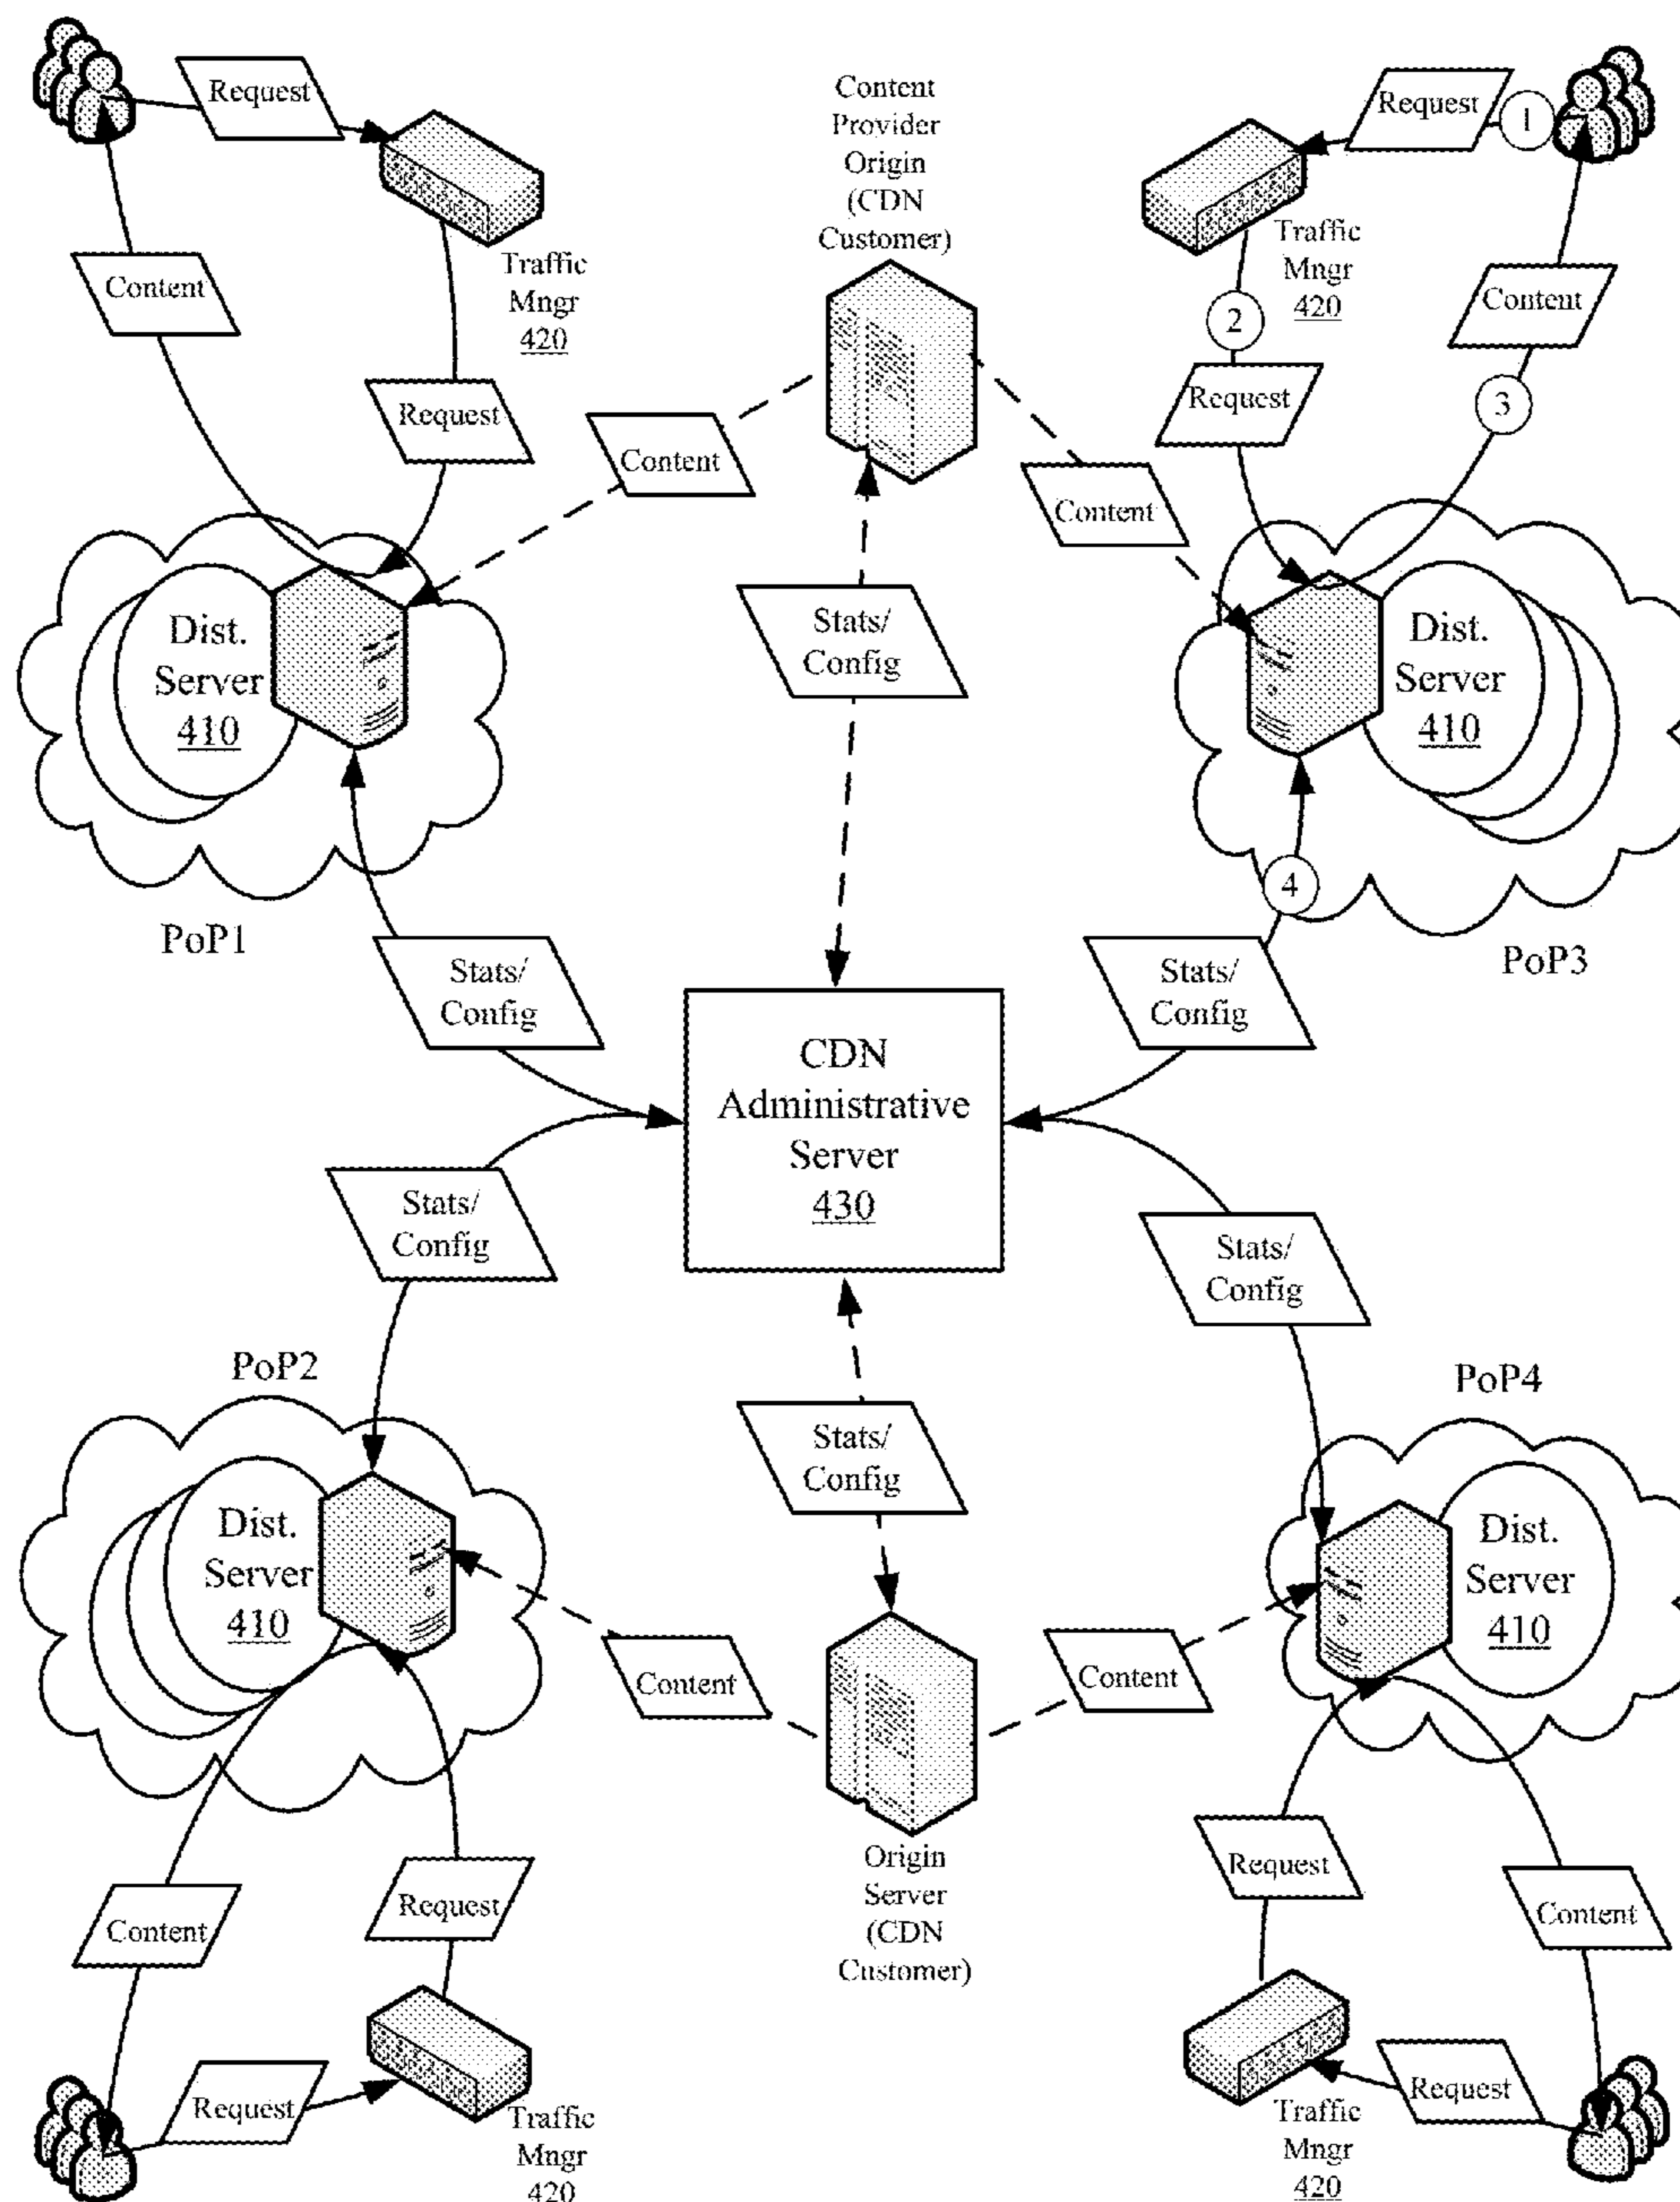 Request
Traffic
Mngr
420
Content
Request
Content
Provider
Origin
(CDN
Customer)
Request
1
Traffic
Mngr
420
2
Request
Content
3
Content
Content
Dist.
Server
410
PoP1
Stats/
Config
Dist.
Server
410
4
PoP3
Stats/
Config
Stats/
Config
CDN
Administrative
Server
430
Stats/
Config
Stats/
Config
PoP2
Dist.
Server
410
Stats/
Config
PoP4
Dist.
Server
410
Content
Content
Origin
Server
(CDN
Customer)
Content
Request
Request
Traffic
Mngr
420
Request
Content
Traffic
Mngr
420
Request